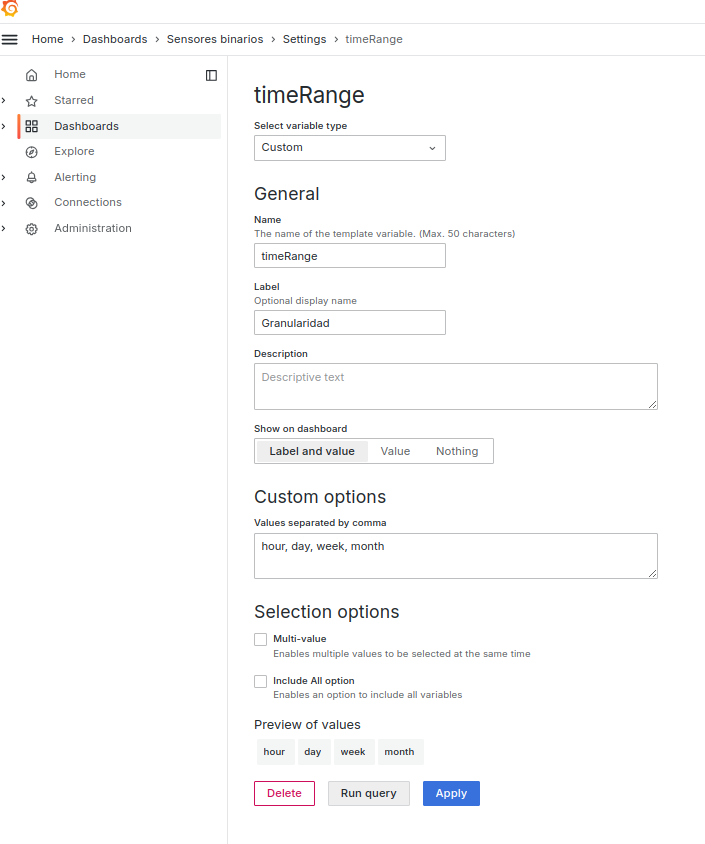 Home > Dashboards > Sensores binarios > Settings > timeRange
Home
Starred
Dashboards
Explore
Alerting
Connections
Administration
timeRange
Select variable type
Custom
General
Name
The name of the template variable. (Max. 50 characters)
timeRange
Label
Optional display name
Granularidad
Description
Descriptive text
Show on dashboard
Label and value Value Nothing
Custom options
Values separated by comma
hour, day, week, month
Selection options
Multi-value
Enables multiple values to be selected at the same time
Include All option
Enables an option to include all variables
Preview of values
hour day week month
Delete Run query Apply